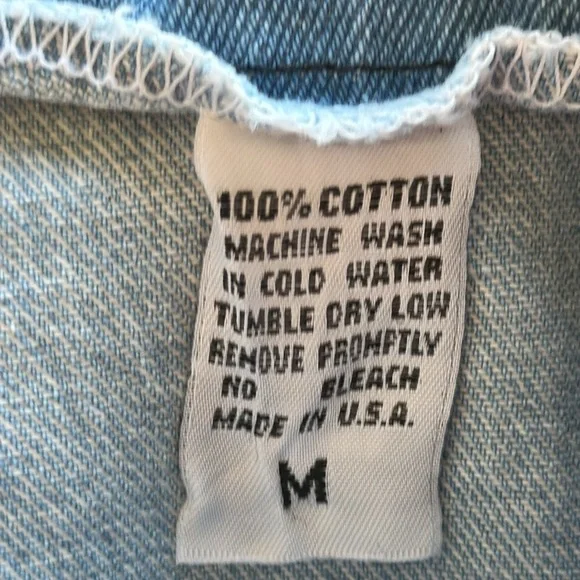 100% COTTON
MACHINE WASH
IN COLD WATER
TUMBLE DRY LOW
REMOVE PROMPTLY
NO BLEACH
MADE IN U.S.A.
M